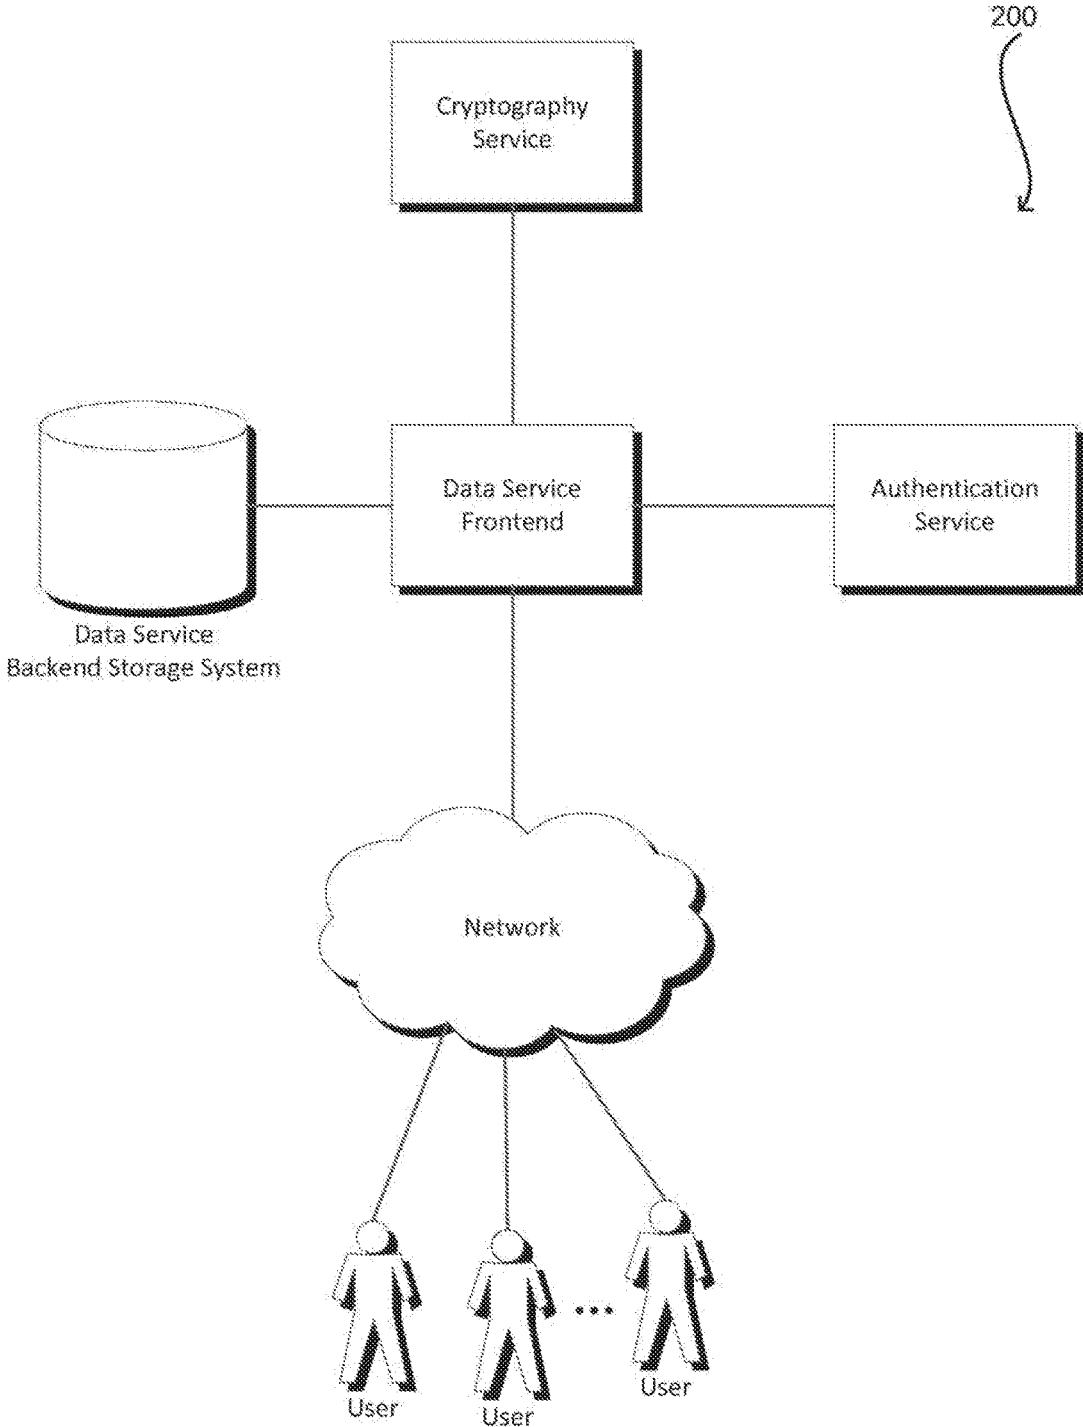 200
Cryptography
Service
Data Service
Frontend
Authentication
Service
Data Service
Backend Storage System
Network
...
User
User
User